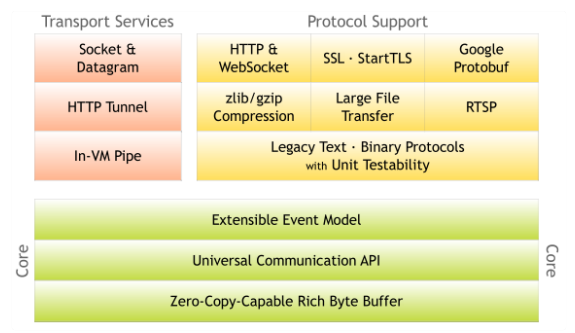 Transport Services
Protocol Support
Socket &
Datagram
HTTP Tunnel
In-VM Pipe
HTTP &
WebSocket
SSL · StartTLS
Google
Protobuf
zlib/gzip
Compression
Large File
Transfer
RTSP
Legacy Text · Binary Protocols
with Unit Testability
Core
Extensible Event Model
Universal Communication API
Zero-Copy-Capable Rich Byte Buffer
Core